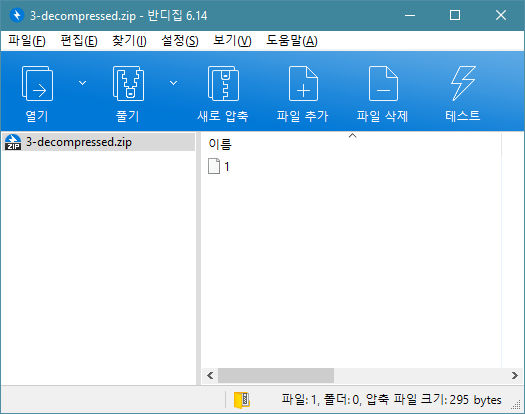 3-decompressed.zip - 반디집 6.14
파일(F) 편집(E) 찾기(I) 설정(S) 보기(V) 도움말(A)
열기 풀기 새로 압축 파일 추가 파일 삭제 테스트
ZIP 3-decompressed.zip
이름
1
파일: 1, 폴더: 0, 압축 파일 크기: 295 bytes